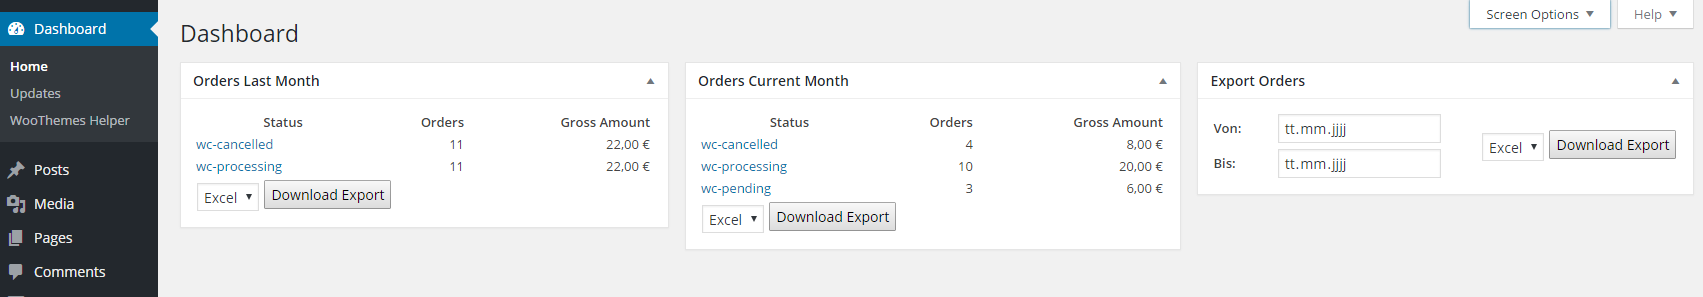 Dashboard
Home
Updates
WooThemes Helper
Posts
Media
Pages
Comments
Screen Options
Help
Dashboard
Orders Last Month
Status Orders Gross Amount
wc-cancelled 11 22,00 €
wc-processing 11 22,00 €
Excel Download Export
Orders Current Month
Status Orders Gross Amount
wc-cancelled 4 8,00 €
wc-processing 10 20,00 €
wc-pending 3 6,00 €
Excel Download Export
Export Orders
Von: tt.mm.jjjj
Bis: tt.mm.jjjj
Excel Download Export